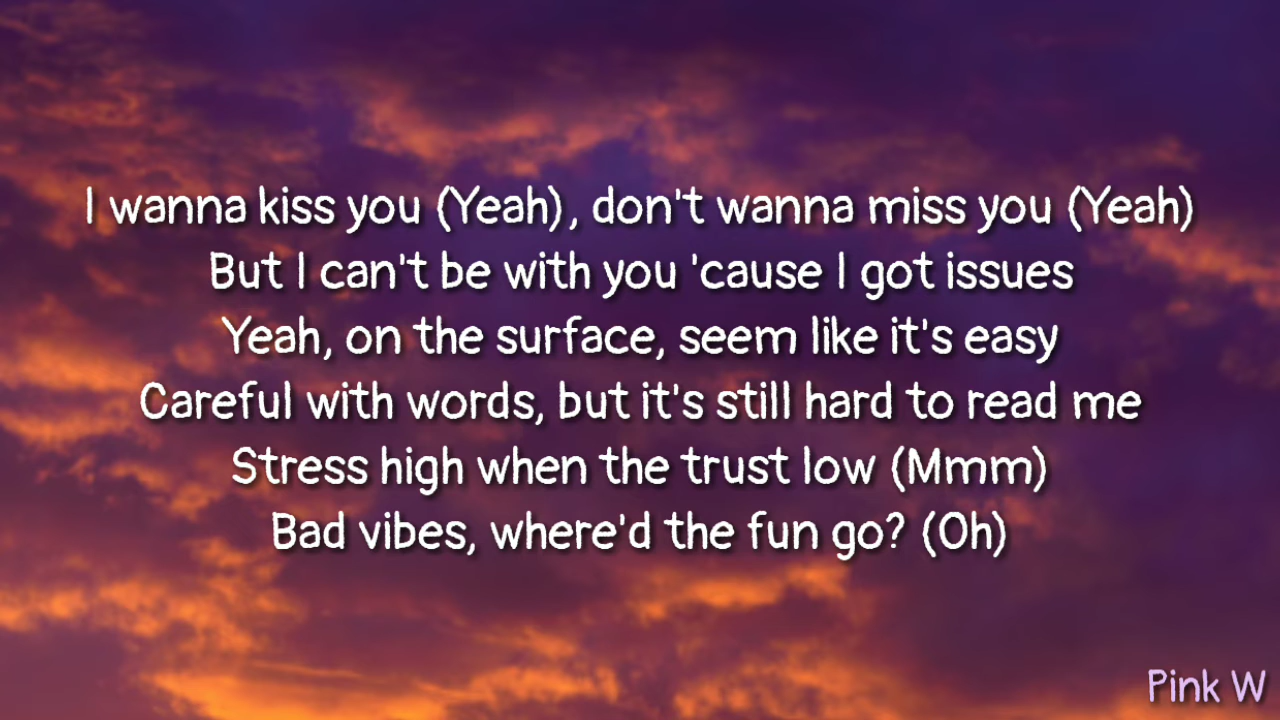 I wanna kiss you (Yeah), don't wanna miss you (Yeah)
But I can't be with you 'cause I got issues
Yeah, on the surface, seem like it's easy
Careful with words, but it's still hard to read me
Stress high when the trust low (Mmm)
Bad vibes, where'd the fun go? (Oh)
Pink W